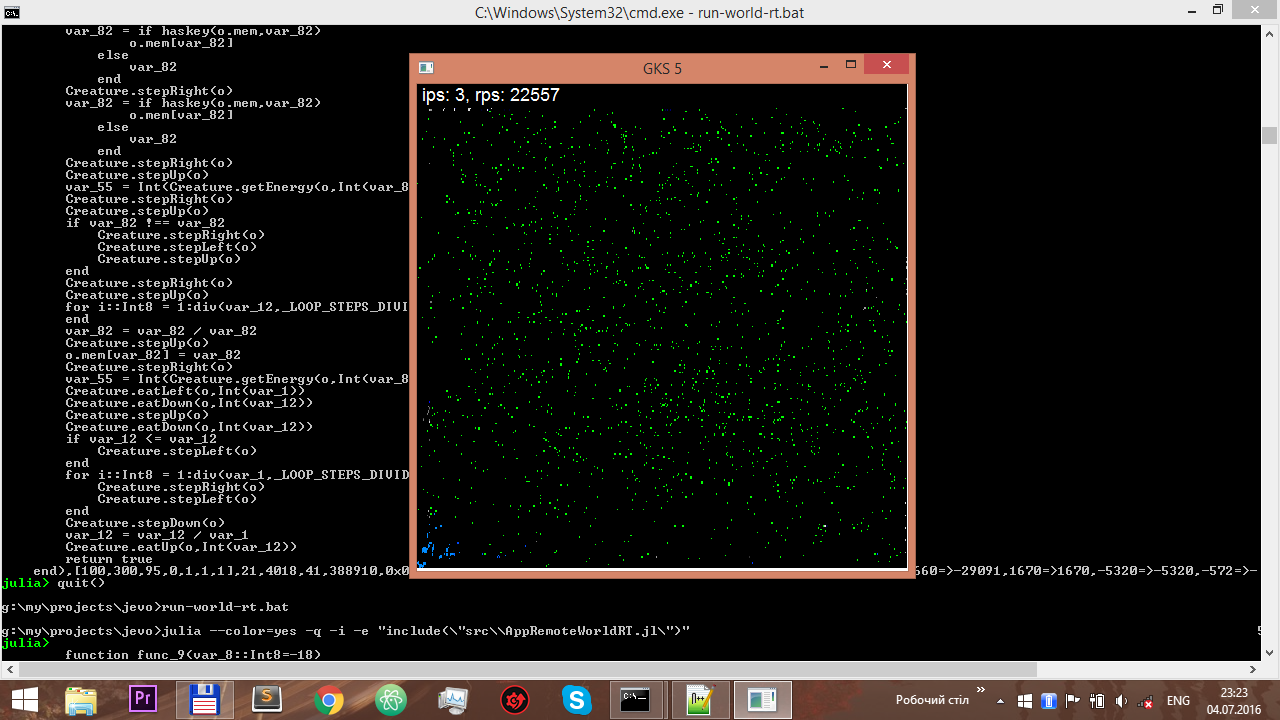 C:\Windows\System32\cmd.exe - run-world-rt.bat
var_82 = if haskey(o.mem,var_82)
o.mem[var_82]
else
var_82
end
Creature.stepRight(o)
var_82 = if haskey(o.mem,var_82)
o.mem[var_82]
else
var_82
end
Creature.stepRight(o)
Creature.stepUp(o)
var_55 = Int(Creature.getEnergy(o,Int(var_8
Creature.stepRight(o)
Creature.stepUp(o)
if var_82 !== var_82
Creature.stepRight(o)
Creature.stepLeft(o)
Creature.stepUp(o)
end
Creature.stepRight(o)
Creature.stepUp(o)
for i::Int8 = 1:div(var_12,_LOOP_STEPS_DIVID
end
var_82 = var_82 / var_82
Creature.stepUp(o)
o.mem[var_82] = var_82
Creature.stepRight(o)
var_55 = Int(Creature.getEnergy(o,Int(var_8
Creature.eatLeft(o,Int(var_1))
Creature.eatDown(o,Int(var_12))
Creature.stepUp(o)
Creature.eatDown(o,Int(var_12))
if var_12 <= var_12
Creature.stepLeft(o)
end
for i::Int8 = 1:div(var_1,_LOOP_STEPS_DIVID
Creature.stepRight(o)
Creature.stepLeft(o)
end
Creature.stepDown(o)
var_12 = var_12 / var_1
Creature.eatUp(o,Int(var_12))
return true
end),[100,300,95,0,1,1,1],21,4018,41,388910,0x0 660=>-29091,1670=>1670,-5320=>-5320,-572=>-
julia> quit()
g:\my\projects\jevo>run-world-rt.bat
g:\my\projects\jevo>julia --color=yes -q -i -e "include(\"src\\AppRemoteWorldRT.jl\")" 5
julia>
function func_9(var_8::Int8=-18)
GKS 5
ips: 3, rps: 22557
Робочий стіл
ENG
23:23
04.07.2016